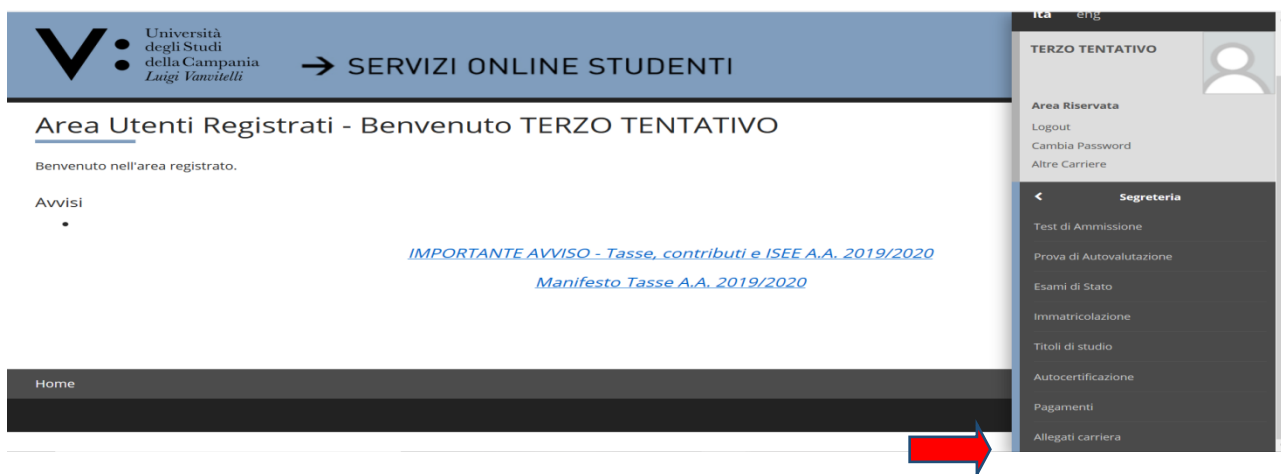 Università
degli Studi
della Campania
Luigi Vanvitelli
→ SERVIZI ONLINE STUDENTI
Area Utenti Registrati - Benvenuto TERZO TENTATIVO
Benvenuto nell'area registrato.
Avvisi
IMPORTANTE AVVISO - Tasse, contributi e ISEE A.A. 2019/2020
Manifesto Tasse A.A. 2019/2020
Home
ita eng
TERZO TENTATIVO
Area Riservata
Logout
Cambia Password
Altre Carriere
Segreteria
Test di Ammissione
Prova di Autovalutazione
Esami di Stato
Immatricolazione
Titoli di studio
Autocertificazione
Pagamenti
Allegati carriera